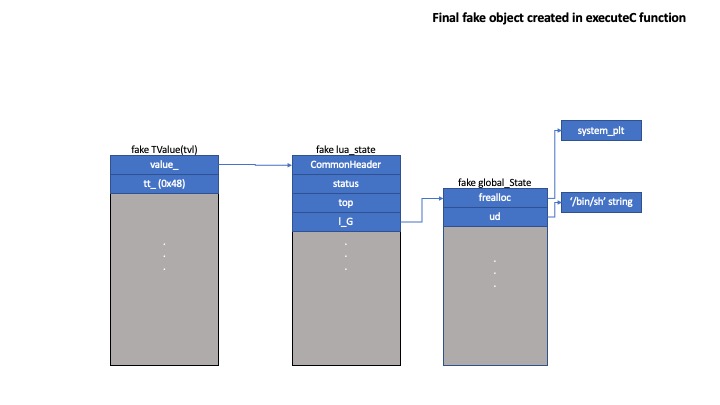 Final fake object created in executeC function
system_plt
fake TValue(tvl)
fake lua_state
value_
CommonHeader
tt_ (0x48)
status
fake global_State
top
frealloc
'/bin/sh' string
l_G
ud